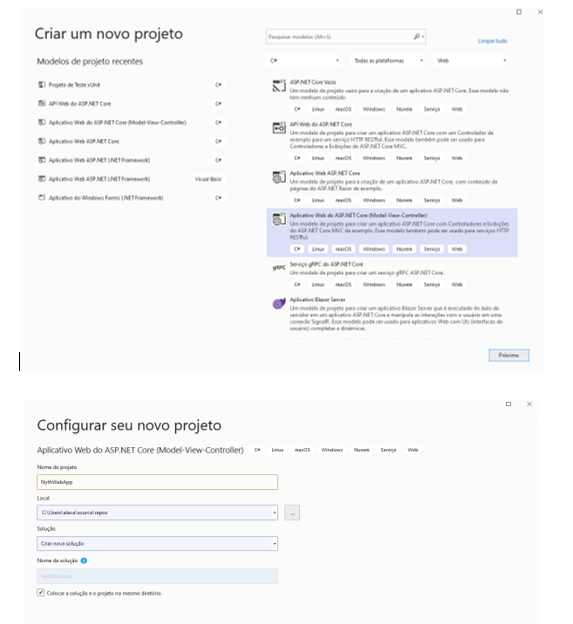 Criar um novo projeto
Pesquisar modelos (Alt+S)
Limpar tudo
Modelos de projeto recentes
C#
Todas as plataformas
Web
Projeto de Teste xUnit C#
API Web do ASP.NET Core C#
Aplicativo Web do ASP.NET Core (Model-View-Controller) C#
Aplicativo Web ASP.NET Core C#
Aplicativo Web ASP.NET (.NET Framework) C#
Aplicativo Web ASP.NET (.NET Framework) Visual Basic
Aplicativo do Windows Forms (.NET Framework) C#
ASP.NET Core Vazio
Um modelo de projeto vazio para a criação de um aplicativo ASP.NET Core. Esse modelo não
tem nenhum conteúdo.
C# Linux macOS Windows Nuvem Serviço Web
API Web do ASP.NET Core
Um modelo de projeto para criar um aplicativo ASP.NET Core com um Controlador de
exemplo para um serviço HTTP RESTful. Esse modelo também pode ser usado para
Controladores e Exibições do ASP.NET Core MVC.
C# Linux macOS Windows Nuvem Serviço Web
Aplicativo Web ASP.NET Core
Um modelo de projeto para a criação de um aplicativo ASP.NET Core, com conteúdo de
páginas do ASP.NET Razor de exemplo.
C# Linux macOS Windows Nuvem Serviço Web
Aplicativo Web do ASP.NET Core (Model-View-Controller)
Um modelo de projeto para criar um aplicativo ASP.NET Core com Controladores e Exibições
do ASP.NET Core MVC de exemplo. Esse modelo também pode ser usado para serviços HTTP
RESTful.
C# Linux macOS Windows Nuvem Serviço Web
gRPC
Serviço gRPC do ASP.NET Core
Um modelo de projeto para criar um serviço gRPC ASP.NET Core.
C# Linux macOS Windows Nuvem Serviço Web
Aplicativo Blazor Server
Um modelo de projeto para criar um aplicativo Blazor Server que é executado do lado do
servidor em um aplicativo ASP.NET Core e manipula as interações com o usuário em uma
conexão SignalR. Esse modelo pode ser usado para aplicativos Web com UIs (interfaces do
usuário) completas e dinâmicas.
Próximo
Configurar seu novo projeto
Aplicativo Web do ASP.NET Core (Model-View-Controller) C# Linux macOS Windows Nuvem Serviço Web
Nome do projeto
NythWebApp
Local
C:\Users\alexa\source\repos
...
Solução
Criar nova solução
Nome da solução
NythWebApp
Colocar a solução e o projeto no mesmo diretório